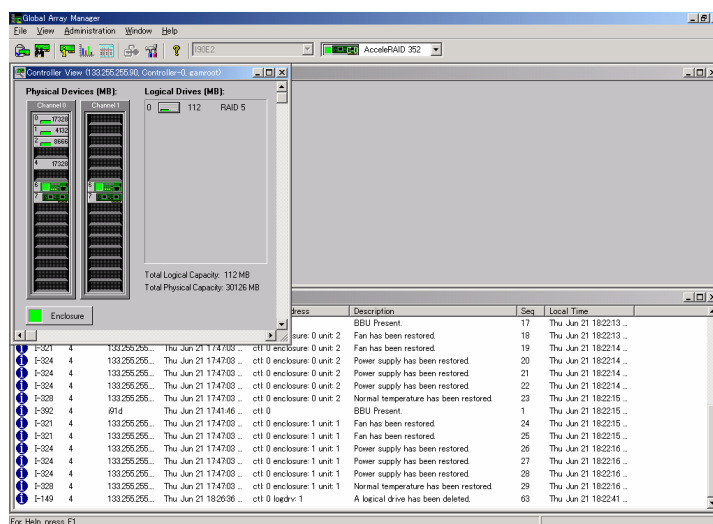 Global Array Manager
File View Administration Window Help
190E2 AcceleRAID 352
Controller View (133.255.255.90, Controller-0, gamroot)
Physical Devices (MB): Logical Drives (MB):
Channel 0 Channel 1
0 112 RAID 5
0 17328
1 4132
2 8666
4 17328
6 6
7 7
Total Logical Capacity: 112 MB
Total Physical Capacity: 30126 MB
Enclosure
dress Description Seq Local Time
BBU Present. 17 Thu Jun 21 18:22:13 ...
osure: 0 unit: 2 Fan has been restored. 18 Thu Jun 21 18:22:13 ...
I-321 4 133.255.255... Thu Jun 21 17:47:03 ... ctl: 0 enclosure: 0 unit: 2 Fan has been restored. 19 Thu Jun 21 18:22:14 ...
I-324 4 133.255.255... Thu Jun 21 17:47:03 ... ctl: 0 enclosure: 0 unit: 2 Power supply has been restored. 20 Thu Jun 21 18:22:14 ...
I-324 4 133.255.255... Thu Jun 21 17:47:03 ... ctl: 0 enclosure: 0 unit: 2 Power supply has been restored. 21 Thu Jun 21 18:22:14 ...
I-324 4 133.255.255... Thu Jun 21 17:47:03 ... ctl: 0 enclosure: 0 unit: 2 Power supply has been restored. 22 Thu Jun 21 18:22:14 ...
I-328 4 133.255.255... Thu Jun 21 17:47:03 ... ctl: 0 enclosure: 0 unit: 2 Normal temperature has been restored. 23 Thu Jun 21 18:22:15 ...
I-392 4 i91d Thu Jun 21 17:41:46 ... ctl: 0 BBU Present. 1 Thu Jun 21 18:22:15 ...
I-321 4 133.255.255... Thu Jun 21 17:47:03 ... ctl: 0 enclosure: 1 unit: 1 Fan has been restored. 24 Thu Jun 21 18:22:15 ...
I-321 4 133.255.255... Thu Jun 21 17:47:03 ... ctl: 0 enclosure: 1 unit: 1 Fan has been restored. 25 Thu Jun 21 18:22:15 ...
I-324 4 133.255.255... Thu Jun 21 17:47:03 ... ctl: 0 enclosure: 1 unit: 1 Power supply has been restored. 26 Thu Jun 21 18:22:16 ...
I-324 4 133.255.255... Thu Jun 21 17:47:03 ... ctl: 0 enclosure: 1 unit: 1 Power supply has been restored. 27 Thu Jun 21 18:22:16 ...
I-324 4 133.255.255... Thu Jun 21 17:47:03 ... ctl: 0 enclosure: 1 unit: 1 Power supply has been restored. 28 Thu Jun 21 18:22:16 ...
I-328 4 133.255.255... Thu Jun 21 17:47:03 ... ctl: 0 enclosure: 1 unit: 1 Normal temperature has been restored. 29 Thu Jun 21 18:22:16 ...
I-149 4 133.255.255... Thu Jun 21 18:26:36 ... ctl: 0 logdrv: 1 A logical drive has been deleted. 63 Thu Jun 21 18:22:41 ...
For Help, press F1